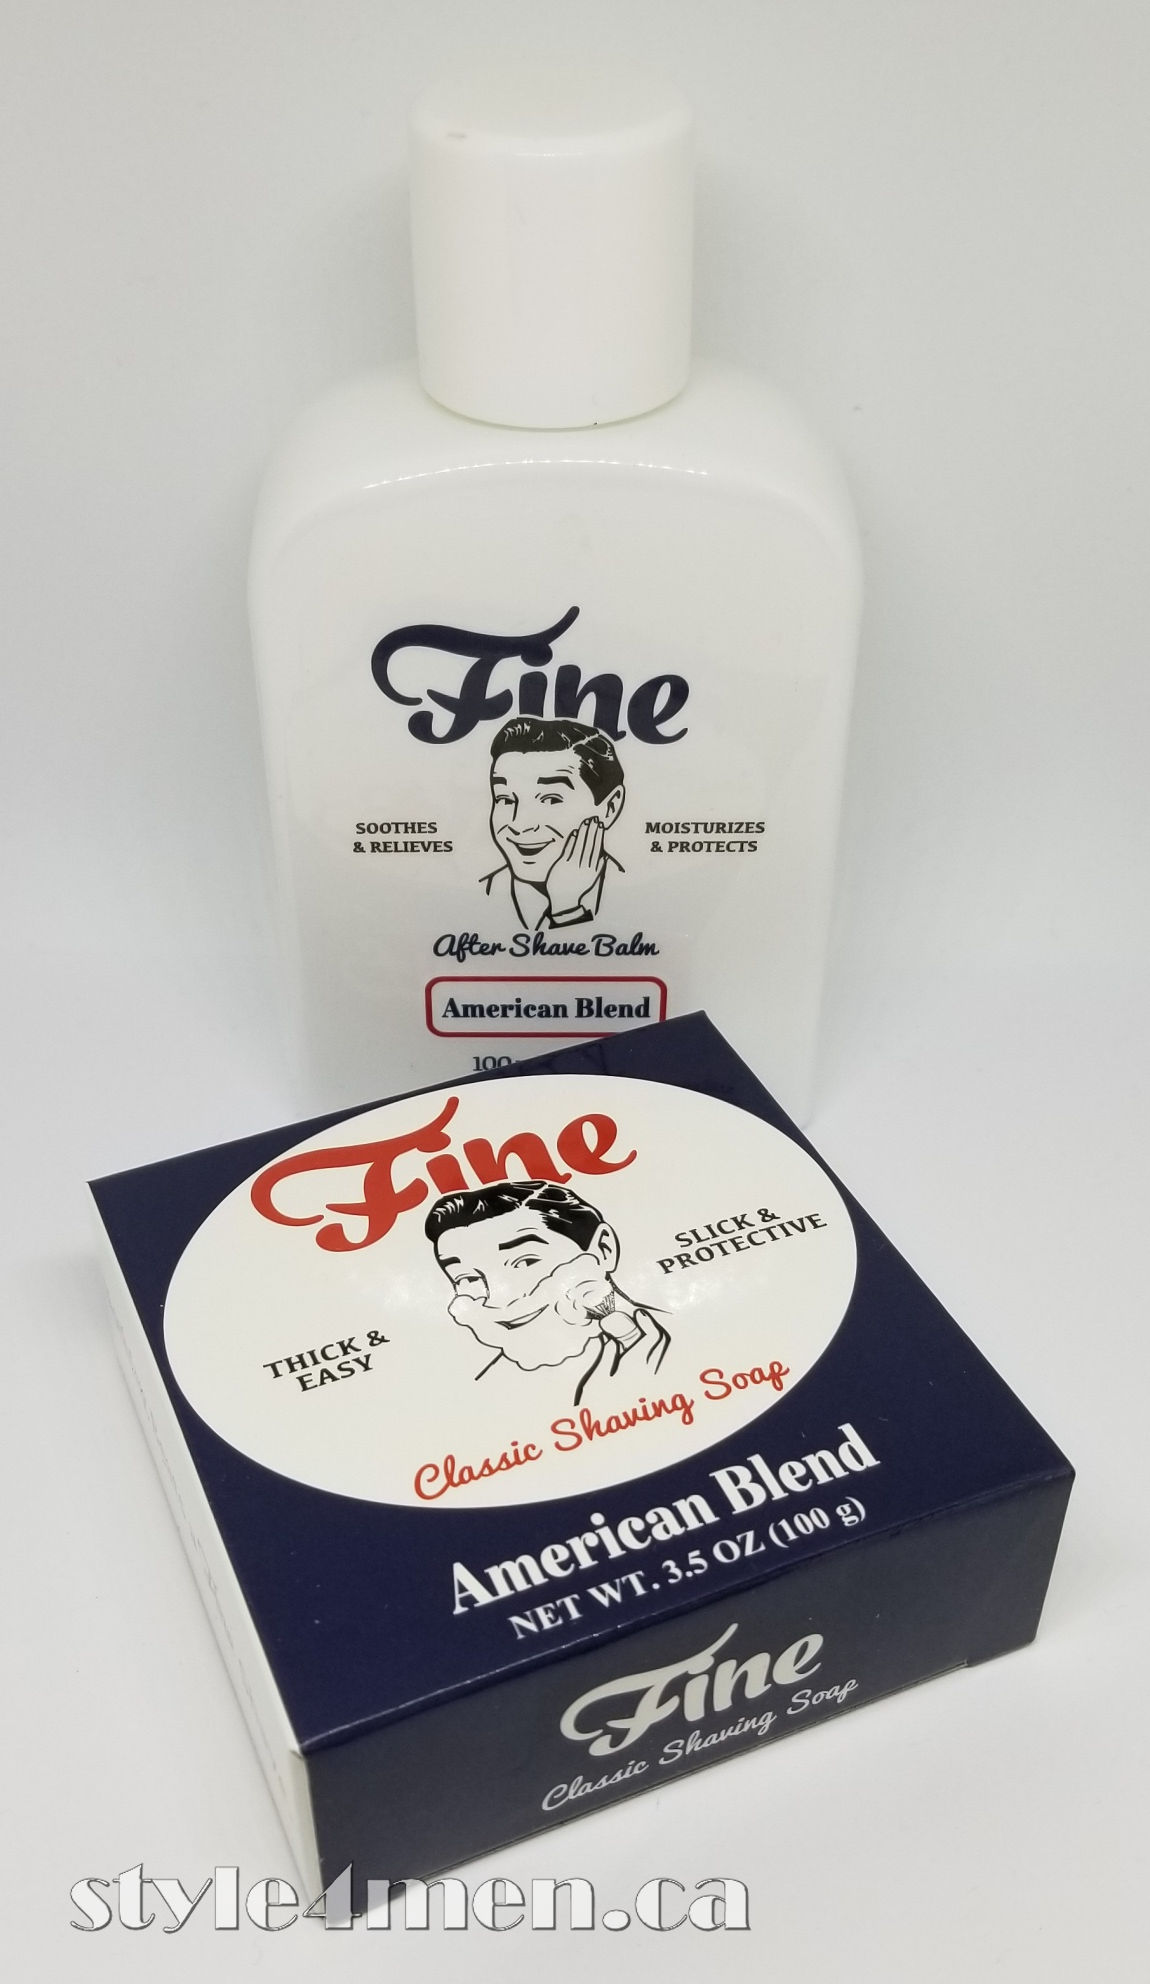 Fine
SOOTHES
& RELIEVES
MOISTURIZES
& PROTECTS
After Shave Balm
American Blend
Fine
SLICK &
PROTECTIVE
THICK &
EASY
Classic Shaving Soap
American Blend
NET WT. 3.5 OZ (100 g)
Fine
Classic Shaving Soap
style4men.ca